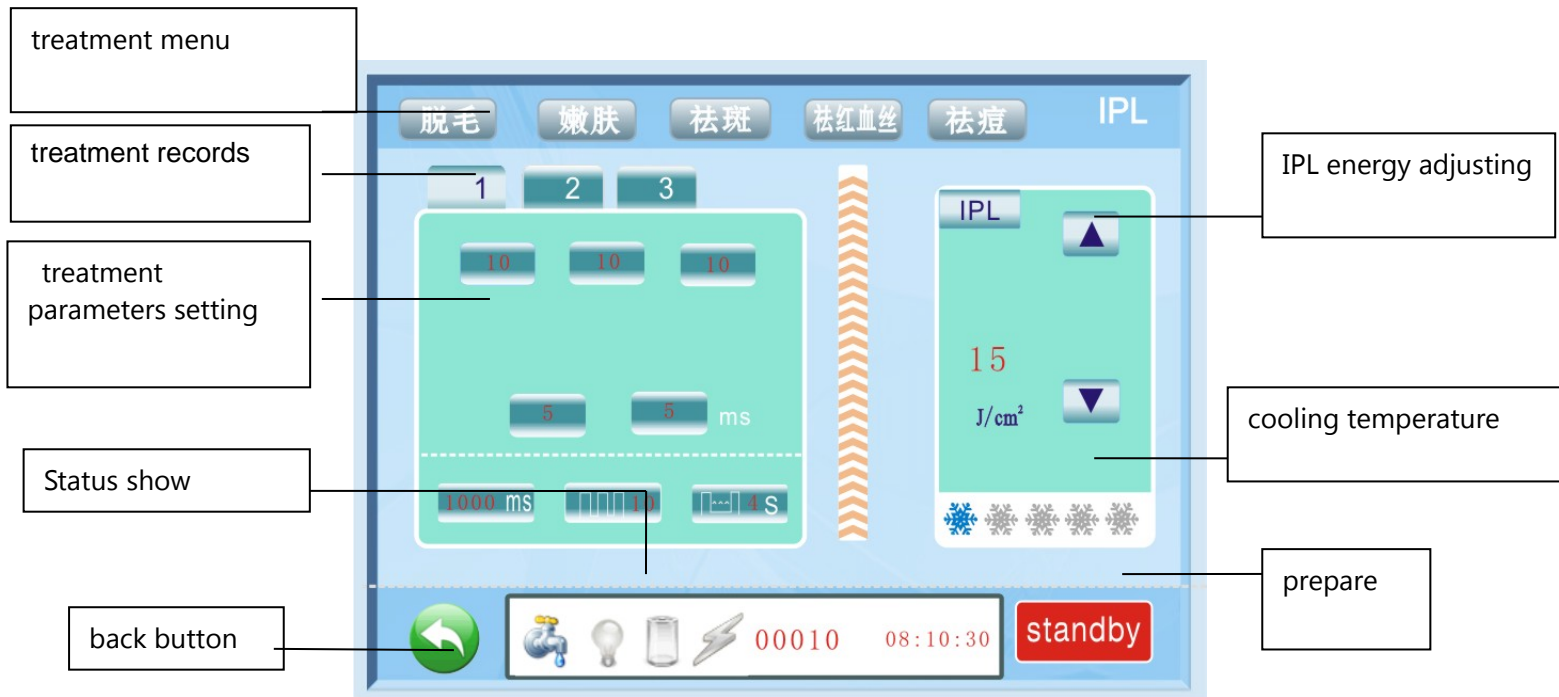 treatment menu
脱毛 嫩肤 祛斑 祛红血丝 祛痘 IPL
treatment records
1 2 3
IPL energy adjusting
IPL
▲
treatment
parameters setting
10 10 10
15
J/cm²
▼
5 5 ms
cooling temperature
Status show
1000 ms 10 4 S
prepare
back button
00010 08:10:30
standby